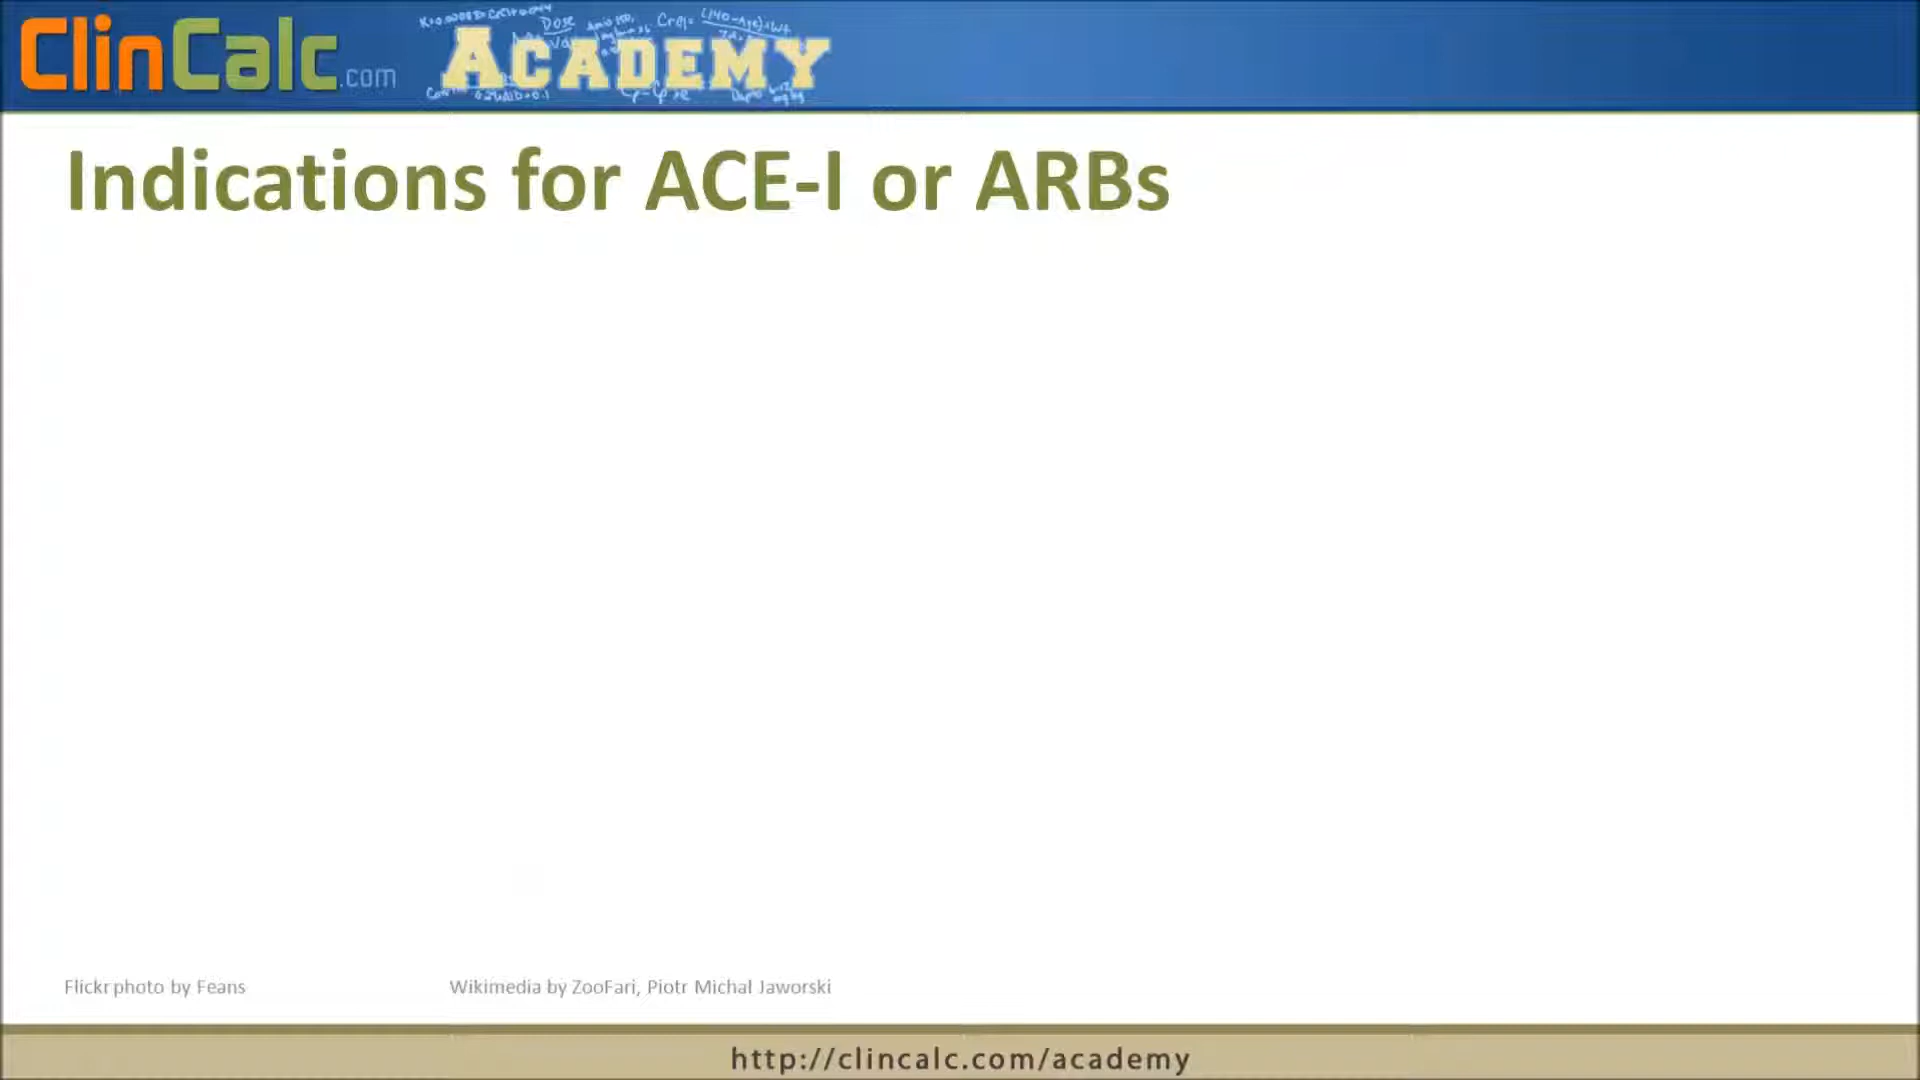 ClinCalc.com ACADEMY
Indications for ACE-I or ARBs
Flickr photo by Feans
Wikimedia by ZooFari, Piotr Michał Jaworski
http://clincalc.com/academy